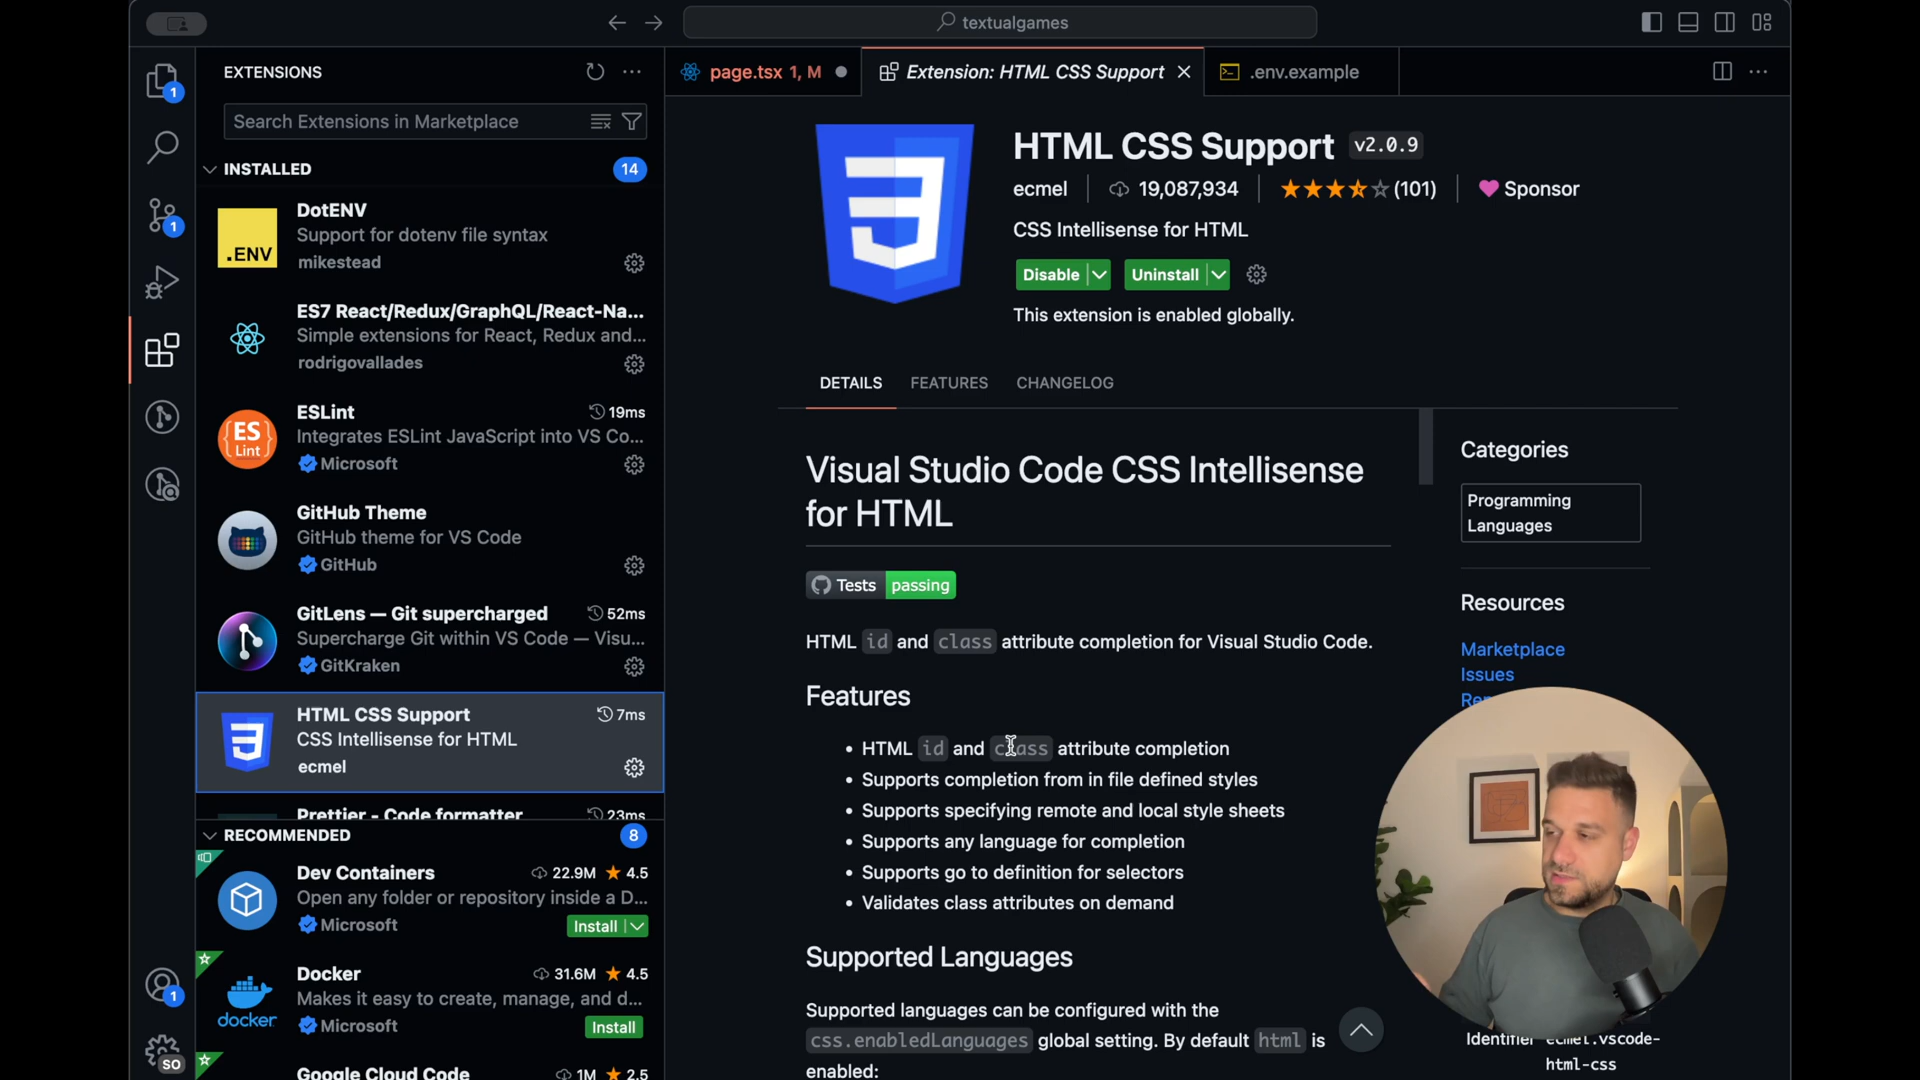 textualgames
EXTENSIONS
Search Extensions in Marketplace
INSTALLED 14
.ENV
DotENV
Support for dotenv file syntax
mikestead
ES7 React/Redux/GraphQL/React-Na...
Simple extensions for React, Redux and...
rodrigovallades
ES
Lint
ESLint 19ms
Integrates ESLint JavaScript into VS Co...
Microsoft
GitHub Theme
GitHub theme for VS Code
GitHub
GitLens — Git supercharged 52ms
Supercharge Git within VS Code — Visu...
GitKraken
HTML CSS Support 7ms
CSS Intellisense for HTML
ecmel
Prettier - Code formatter 23ms
RECOMMENDED 8
Dev Containers 22.9M 4.5
Open any folder or repository inside a D...
Microsoft Install
docker
Docker 31.6M 4.5
Makes it easy to create, manage, and d...
Microsoft Install
Google Cloud Code 1M 2.5
1
1
1
SO
page.tsx 1, M
Extension: HTML CSS Support
.env.example
HTML CSS Support v2.0.9
ecmel 19,087,934 (101) Sponsor
CSS Intellisense for HTML
Disable Uninstall
This extension is enabled globally.
DETAILS FEATURES CHANGELOG
Visual Studio Code CSS Intellisense
for HTML
Tests passing
HTML id and class attribute completion for Visual Studio Code.
Features
• HTML id and class attribute completion
• Supports completion from in file defined styles
• Supports specifying remote and local style sheets
• Supports any language for completion
• Supports go to definition for selectors
• Validates class attributes on demand
Supported Languages
Supported languages can be configured with the
css.enabledLanguages global setting. By default html is
enabled:
Categories
Programming
Languages
Resources
Marketplace
Issues
Identifier ecmel.vscode-
html-css